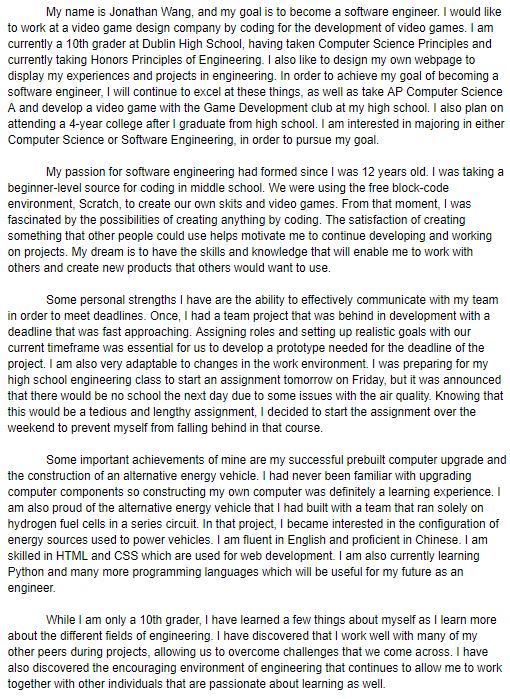 My name is Jonathan Wang, and my goal is to become a software engineer. I would like
to work at a video game design company by coding for the development of video games. I am
currently a 10th grader at Dublin High School, having taken Computer Science Principles and
currently taking Honors Principles of Engineering. I also like to design my own webpage to
display my experiences and projects in engineering. In order to achieve my goal of becoming a
software engineer, I will continue to excel at these things, as well as take AP Computer Science
A and develop a video game with the Game Development club at my high school. I also plan on
attending a 4-year college after I graduate from high school. I am interested in majoring in either
Computer Science or Software Engineering, in order to pursue my goal.
My passion for software engineering had formed since I was 12 years old. I was taking a
beginner-level source for coding in middle school. We were using the free block-code
environment, Scratch, to create our own skits and video games. From that moment, I was
fascinated by the possibilities of creating anything by coding. The satisfaction of creating
something that other people could use helps motivate me to continue developing and working
on projects. My dream is to have the skills and knowledge that will enable me to work with
others and create new products that others would want to use.
Some personal strengths I have are the ability to effectively communicate with my team
in order to meet deadlines. Once, I had a team project that was behind in development with a
deadline that was fast approaching. Assigning roles and setting up realistic goals with our
current timeframe was essential for us to develop a prototype needed for the deadline of the
project. I am also very adaptable to changes in the work environment. I was preparing for my
high school engineering class to start an assignment tomorrow on Friday, but it was announced
that there would be no school the next day due to some issues with the air quality. Knowing that
this would be a tedious and lengthy assignment, I decided to start the assignment over the
weekend to prevent myself from falling behind in that course.
Some important achievements of mine are my successful prebuilt computer upgrade and
the construction of an alternative energy vehicle. I had never been familiar with upgrading
computer components so constructing my own computer was definitely a learning experience. I
am also proud of the alternative energy vehicle that I had built with a team that ran solely on
hydrogen fuel cells in a series circuit. In that project, I became interested in the configuration of
energy sources used to power vehicles. I am fluent in English and proficient in Chinese. I am
skilled in HTML and CSS which are used for web development. I am also currently learning
Python and many more programming languages which will be useful for my future as an
engineer.
While I am only a 10th grader, I have learned a few things about myself as I learn more
about the different fields of engineering. I have discovered that I work well with many of my
other peers during projects, allowing us to overcome challenges that we come across. I have
also discovered the encouraging environment of engineering that continues to allow me to work
together with other individuals that are passionate about learning as well.